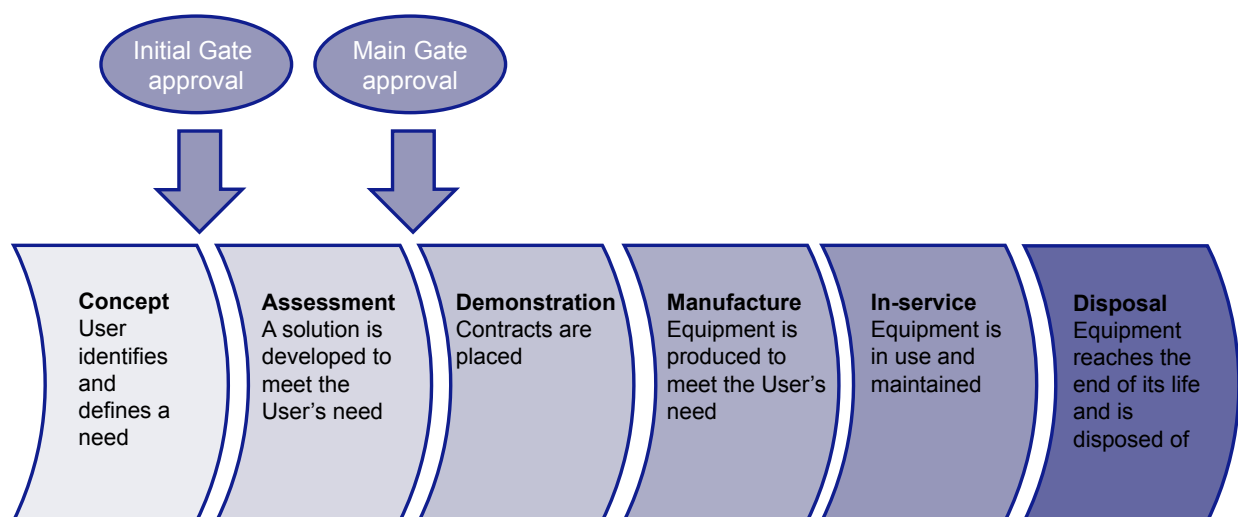 Initial Gate
approval
Main Gate
approval
Concept
User
identifies
and
defines a
need
Assessment
A solution is
developed to
meet the
User’s need
Demonstration
Contracts are
placed
Manufacture
Equipment is
produced to
meet the User’s
need
In-service
Equipment is
in use and
maintained
Disposal
Equipment
reaches the
end of its life
and is
disposed of